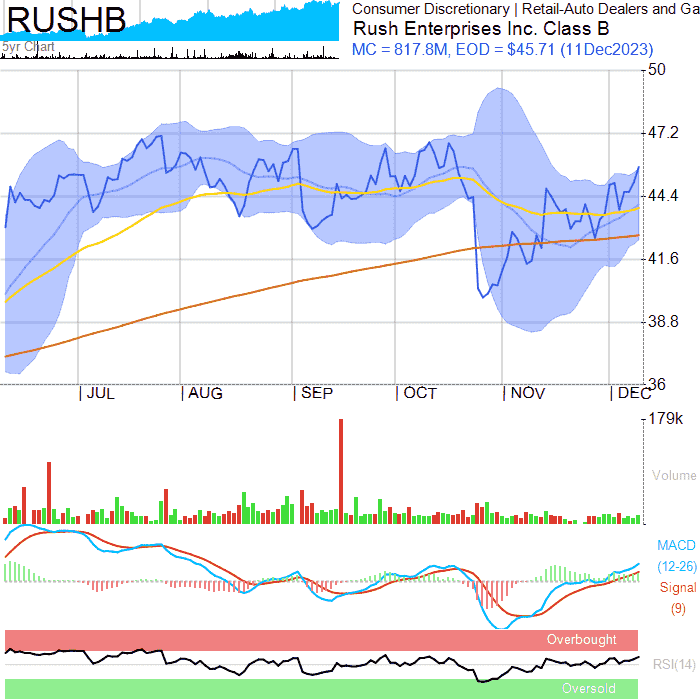 RUSHB
Consumer Discretionary | Retail-Auto Dealers and Ga
Rush Enterprises Inc. Class B
5yr Chart
MC = 817.8M, EOD = $45.71 (11Dec2023)
50
47.2
44.4
41.6
38.8
36
| JUL | AUG | SEP | OCT | NOV | DEC
179k
Volume
MACD
(12-26)
Signal
(9)
Overbought
RSI(14)
Oversold